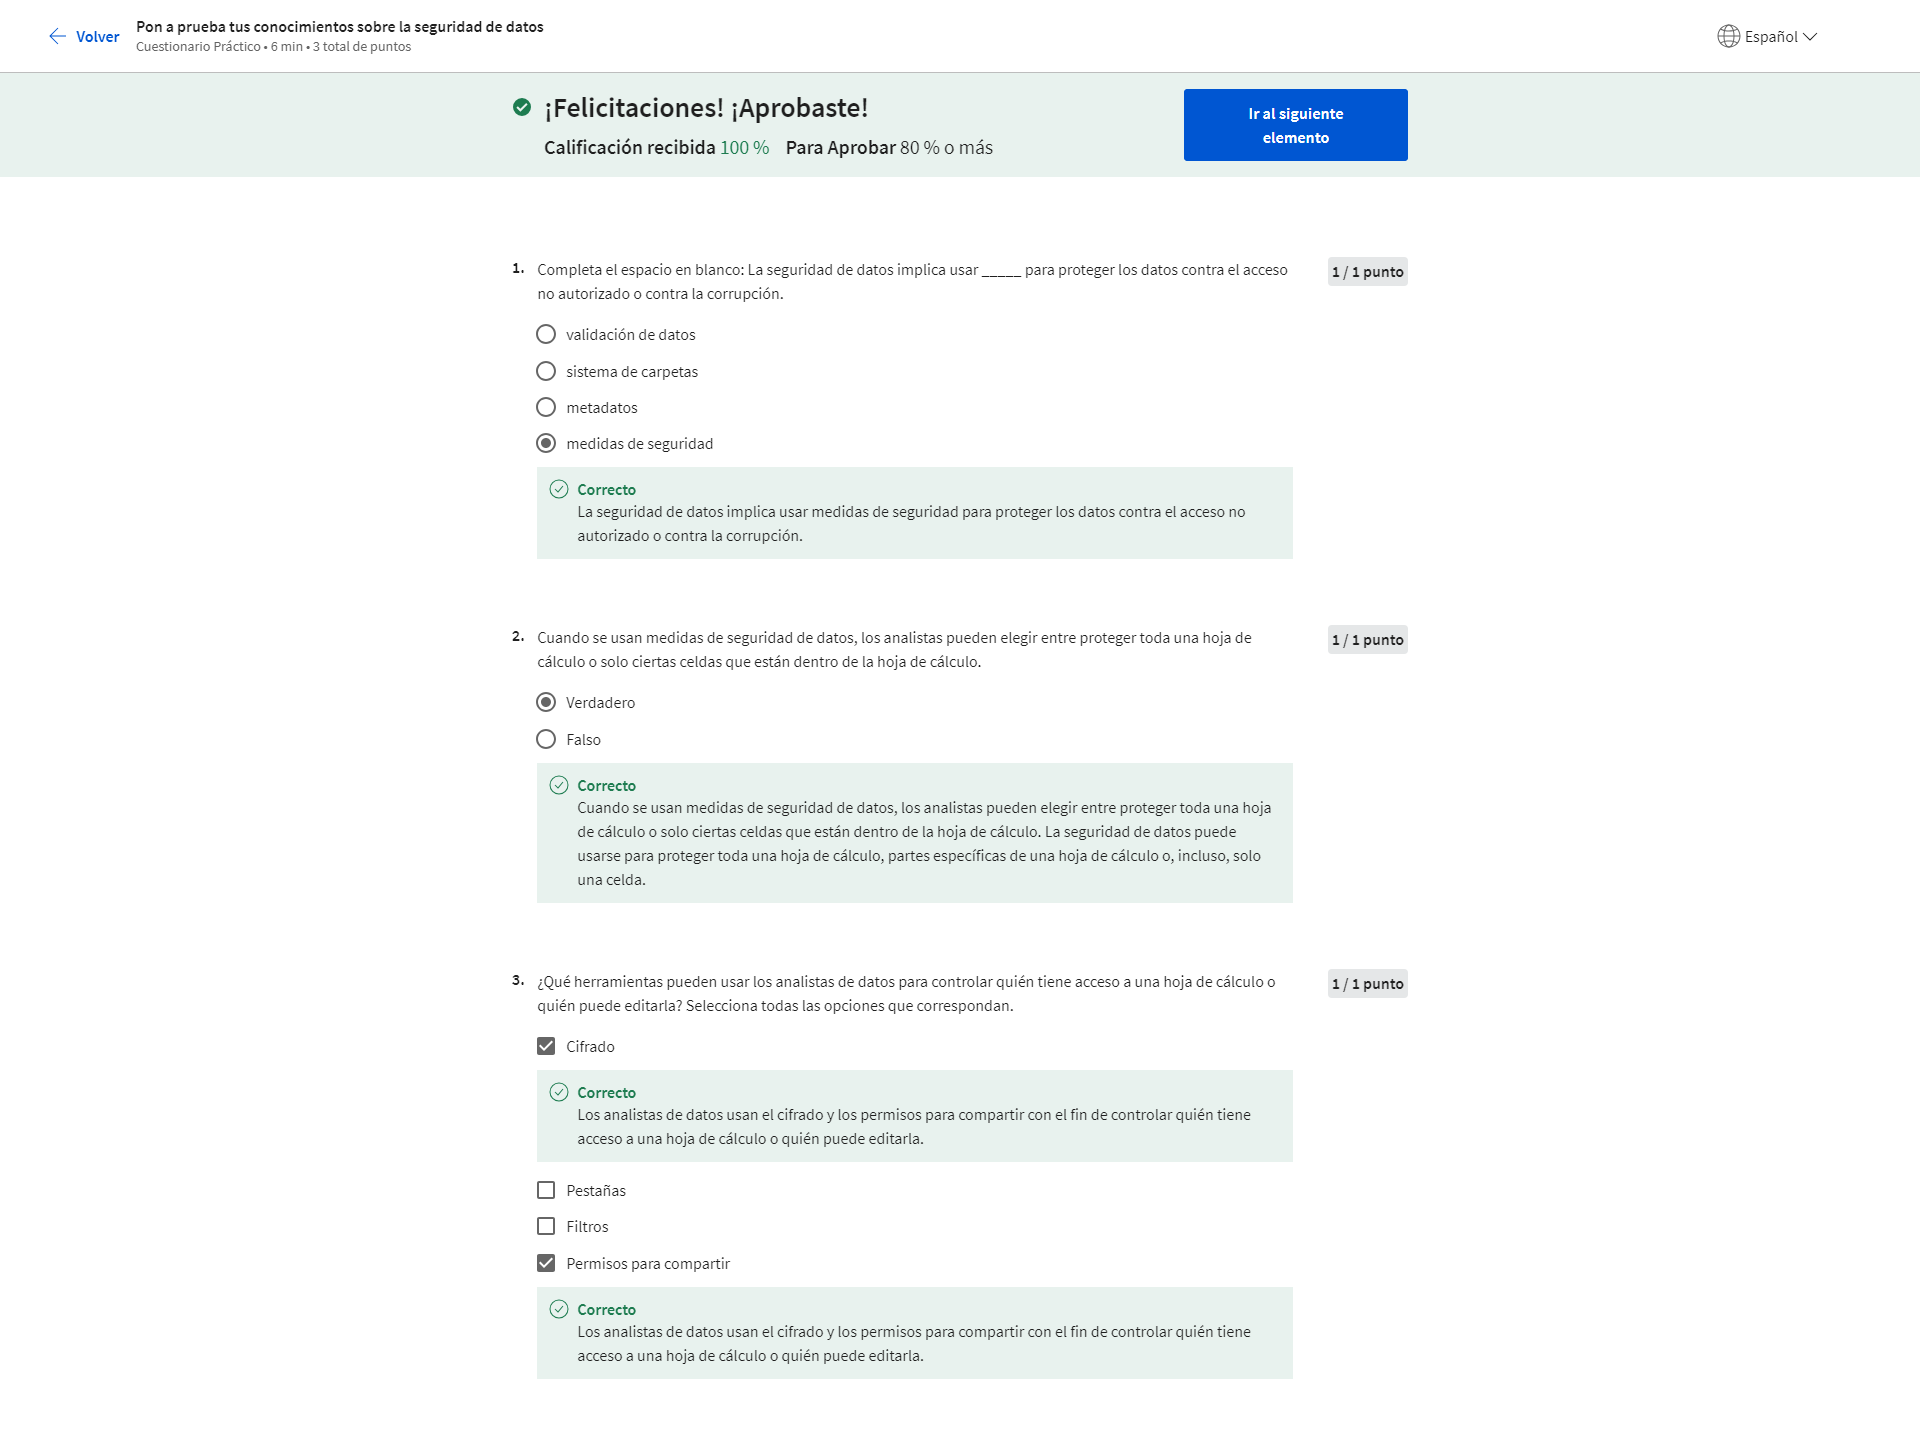 Volver
Pon a prueba tus conocimientos sobre la seguridad de datos
Cuestionario Práctico • 6 min • 3 total de puntos
Español
¡Felicitaciones! ¡Aprobaste!
Calificación recibida 100 % Para Aprobar 80 % o más
Ir al siguiente
elemento
1. Completa el espacio en blanco: La seguridad de datos implica usar _____ para proteger los datos contra el acceso
no autorizado o contra la corrupción.
1 / 1 punto
validación de datos
sistema de carpetas
metadatos
medidas de seguridad
Correcto
La seguridad de datos implica usar medidas de seguridad para proteger los datos contra el acceso no
autorizado o contra la corrupción.
2. Cuando se usan medidas de seguridad de datos, los analistas pueden elegir entre proteger toda una hoja de
cálculo o solo ciertas celdas que están dentro de la hoja de cálculo.
1 / 1 punto
Verdadero
Falso
Correcto
Cuando se usan medidas de seguridad de datos, los analistas pueden elegir entre proteger toda una hoja
de cálculo o solo ciertas celdas que están dentro de la hoja de cálculo. La seguridad de datos puede
usarse para proteger toda una hoja de cálculo, partes específicas de una hoja de cálculo o, incluso, solo
una celda.
3. ¿Qué herramientas pueden usar los analistas de datos para controlar quién tiene acceso a una hoja de cálculo o
quién puede editarla? Selecciona todas las opciones que correspondan.
1 / 1 punto
Cifrado
Correcto
Los analistas de datos usan el cifrado y los permisos para compartir con el fin de controlar quién tiene
acceso a una hoja de cálculo o quién puede editarla.
Pestañas
Filtros
Permisos para compartir
Correcto
Los analistas de datos usan el cifrado y los permisos para compartir con el fin de controlar quién tiene
acceso a una hoja de cálculo o quién puede editarla.